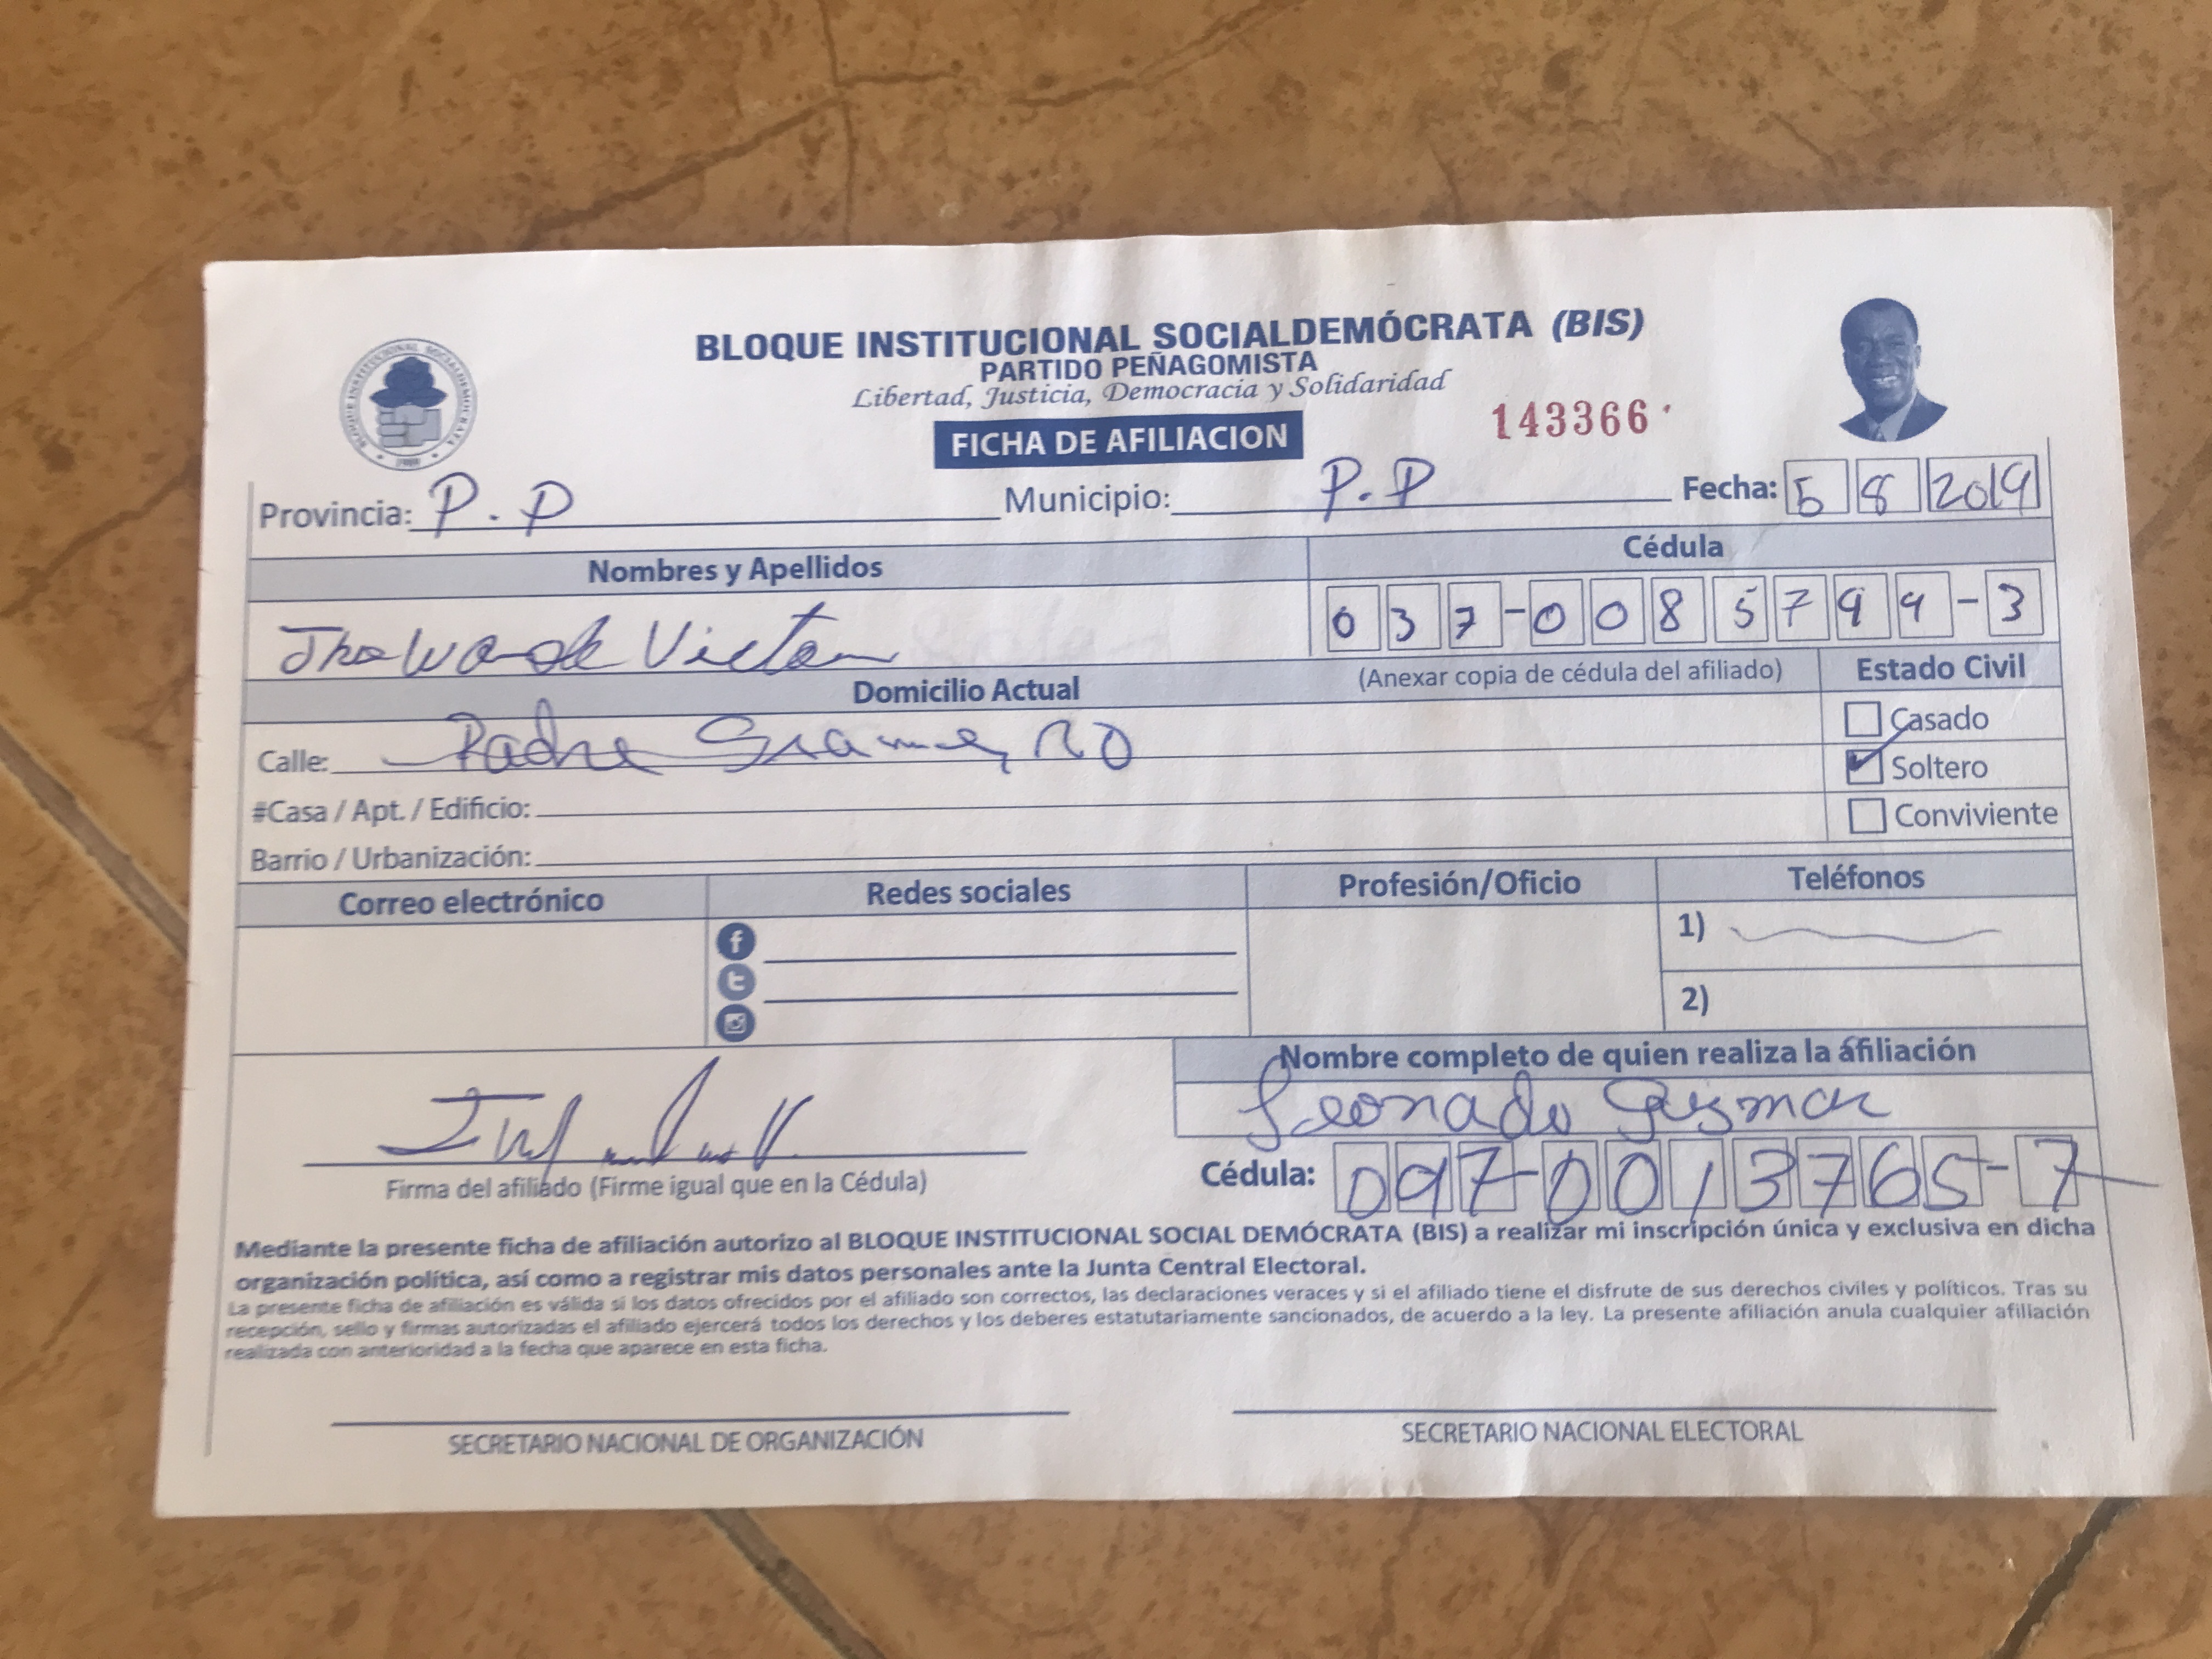 BLOQUE INSTITUCIONAL SOCIALDEMÓCRATA (BIS)
PARTIDO PEÑAGOMISTA
Libertad, Justicia, Democracia y Solidaridad
143366
FICHA DE AFILIACION
BLOQUE INSTITUCIONAL SOCIALDEMOCRATA
Provincia: P.P Municipio: P.P Fecha: 5 8 2019
Nombres y Apellidos Cédula
Victor 037-0085794-3
Domicilio Actual (Anexar copia de cédula del afiliado) Estado Civil
Casado
Calle: Padre
Soltero
#Casa / Apt. / Edificio:
Conviviente
Barrio / Urbanización:
Correo electrónico Redes sociales Profesión/Oficio Teléfonos
1)
2)
Nombre completo de quien realiza la afiliación
Leonado Guzman
Firma del afiliado (Firme igual que en la Cédula) Cédula: 097-0013765-7
Mediante la presente ficha de afiliación autorizo al BLOQUE INSTITUCIONAL SOCIAL DEMÓCRATA (BIS) a realizar mi inscripción única y exclusiva en dicha
organización política, así como a registrar mis datos personales ante la Junta Central Electoral.
La presente ficha de afiliación es válida si los datos ofrecidos por el afiliado son correctos, las declaraciones veraces y si el afiliado tiene el disfrute de sus derechos civiles y políticos. Tras su
recepción, sello y firmas autorizadas el afiliado ejercerá todos los derechos y los deberes estatutariamente sancionados, de acuerdo a la ley. La presente afiliación anula cualquier afiliación
realizada con anterioridad a la fecha que aparece en esta ficha.
SECRETARIO NACIONAL DE ORGANIZACIÓN SECRETARIO NACIONAL ELECTORAL